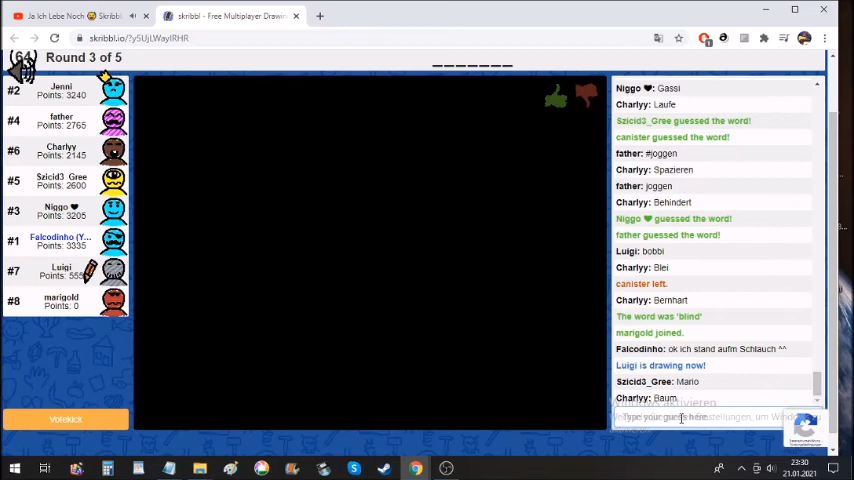 Ja Ich Lebe Noch
Skribbl.
skribbl - Free Multiplayer Drawin
skribbl.io/?y5UjLWayIRHR
64
Round 3 of 5
_______
#2
Jenni
Points: 3240
#4
father
Points: 2765
#6
Charlyy
Points: 2145
#5
Szicid3_Gree
Points: 2600
#3
Niggo ❤
Points: 3205
#1
Falcodinho (Y...
Points: 3335
#7
Luigi
Points: 555
#8
marigold
Points: 0
Votekick
Niggo ❤: Gassi
Charlyy: Laufe
Szicid3_Gree guessed the word!
canister guessed the word!
father: #joggen
Charlyy: Spazieren
father: joggen
Charlyy: Behindert
Niggo ❤ guessed the word!
father guessed the word!
Luigi: bobbi
Charlyy: Blei
canister left.
Charlyy: Bernhart
The word was 'blind'
marigold joined.
Falcodinho: ok ich stand aufm Schlauch ^^
Luigi is drawing now!
Szicid3_Gree: Mario
Charlyy: Baum
Windows aktivieren
Type your guess here...
23:30
21.01.2021